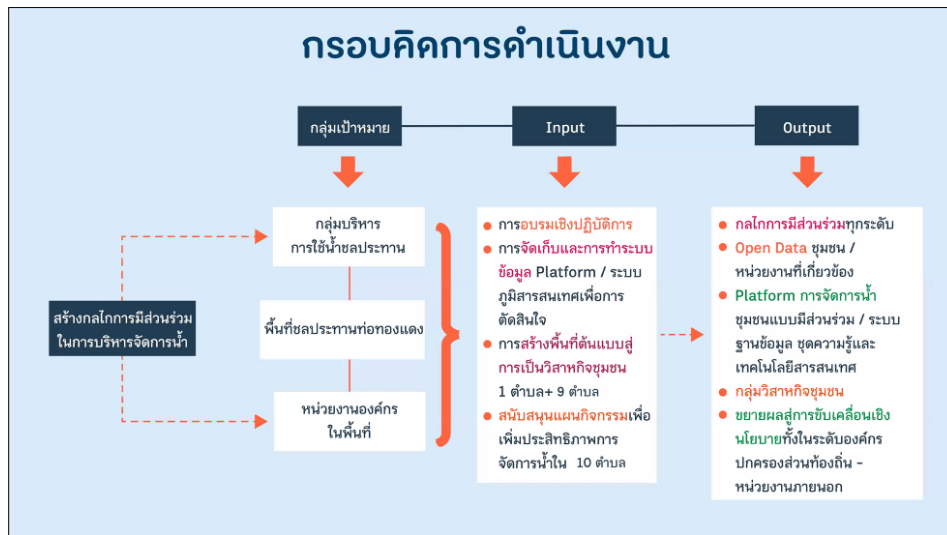 กรอบคิดการดำเนินงาน
กลุ่มเป้าหมาย
Input
Output
สร้างกลไกการมีส่วนร่วม
ในการบริหารจัดการน้ำ
กลุ่มบริหาร
การใช้น้ำชลประทาน
พื้นที่ชลประทานท่อทองแดง
หน่วยงานองค์กร
ในพื้นที่
• การอบรมเชิงปฏิบัติการ
• การจัดเก็บและการทำระบบ
ข้อมูล Platform / ระบบ
ภูมิสารสนเทศเพื่อการ
ตัดสินใจ
• การสร้างพื้นที่ต้นแบบสู่
การเป็นวิสาหกิจชุมชน
1 ตำบล+ 9 ตำบล
• สนับสนุนแผนกิจกรรมเพื่อ
เพิ่มประสิทธิภาพการ
จัดการน้ำใน 10 ตำบล
• กลไกการมีส่วนร่วมทุกระดับ
• Open Data ชุมชน /
หน่วยงานที่เกี่ยวข้อง
• Platform การจัดการน้ำ
ชุมชนแบบมีส่วนร่วม / ระบบ
ฐานข้อมูล ชุดความรู้และ
เทคโนโลยีสารสนเทศ
• กลุ่มวิสาหกิจชุมชน
• ขยายผลสู่การขับเคลื่อนเชิง
นโยบายทั้งในระดับองค์กร
ปกครองส่วนท้องถิ่น -
หน่วยงานภายนอก